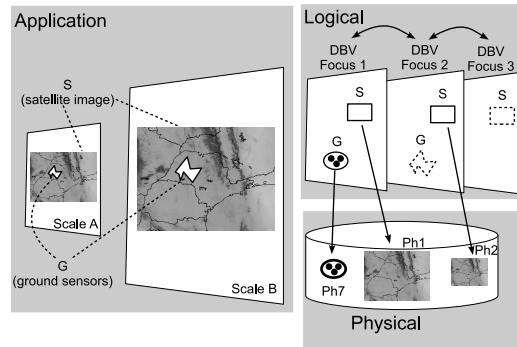 Application
S
(satellite image)
Scale A
G
(ground sensors)
Scale B
Logical
DBV
Focus 1
DBV
Focus 2
DBV
Focus 3
S
S
S
G
G
Ph1
Ph2
Ph7
Physical